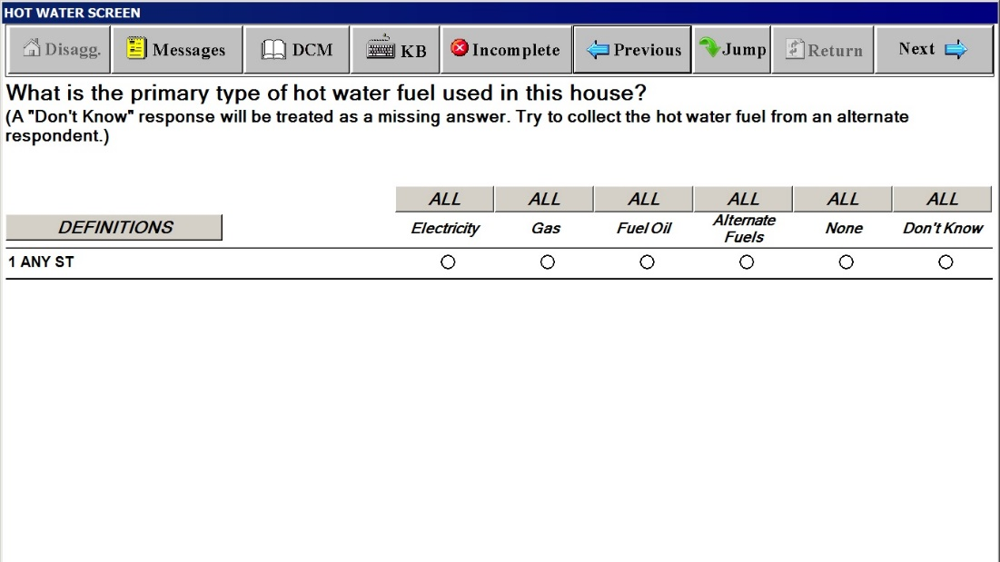 HOT WATER SCREEN
Disagg. Messages DCM KB Incomplete Previous Jump Return Next
What is the primary type of hot water fuel used in this house?
(A "Don't Know" response will be treated as a missing answer. Try to collect the hot water fuel from an alternate
respondent.)
ALL ALL ALL ALL ALL ALL
DEFINITIONS Electricity Gas Fuel Oil Alternate Fuels None Don't Know
1 ANY ST